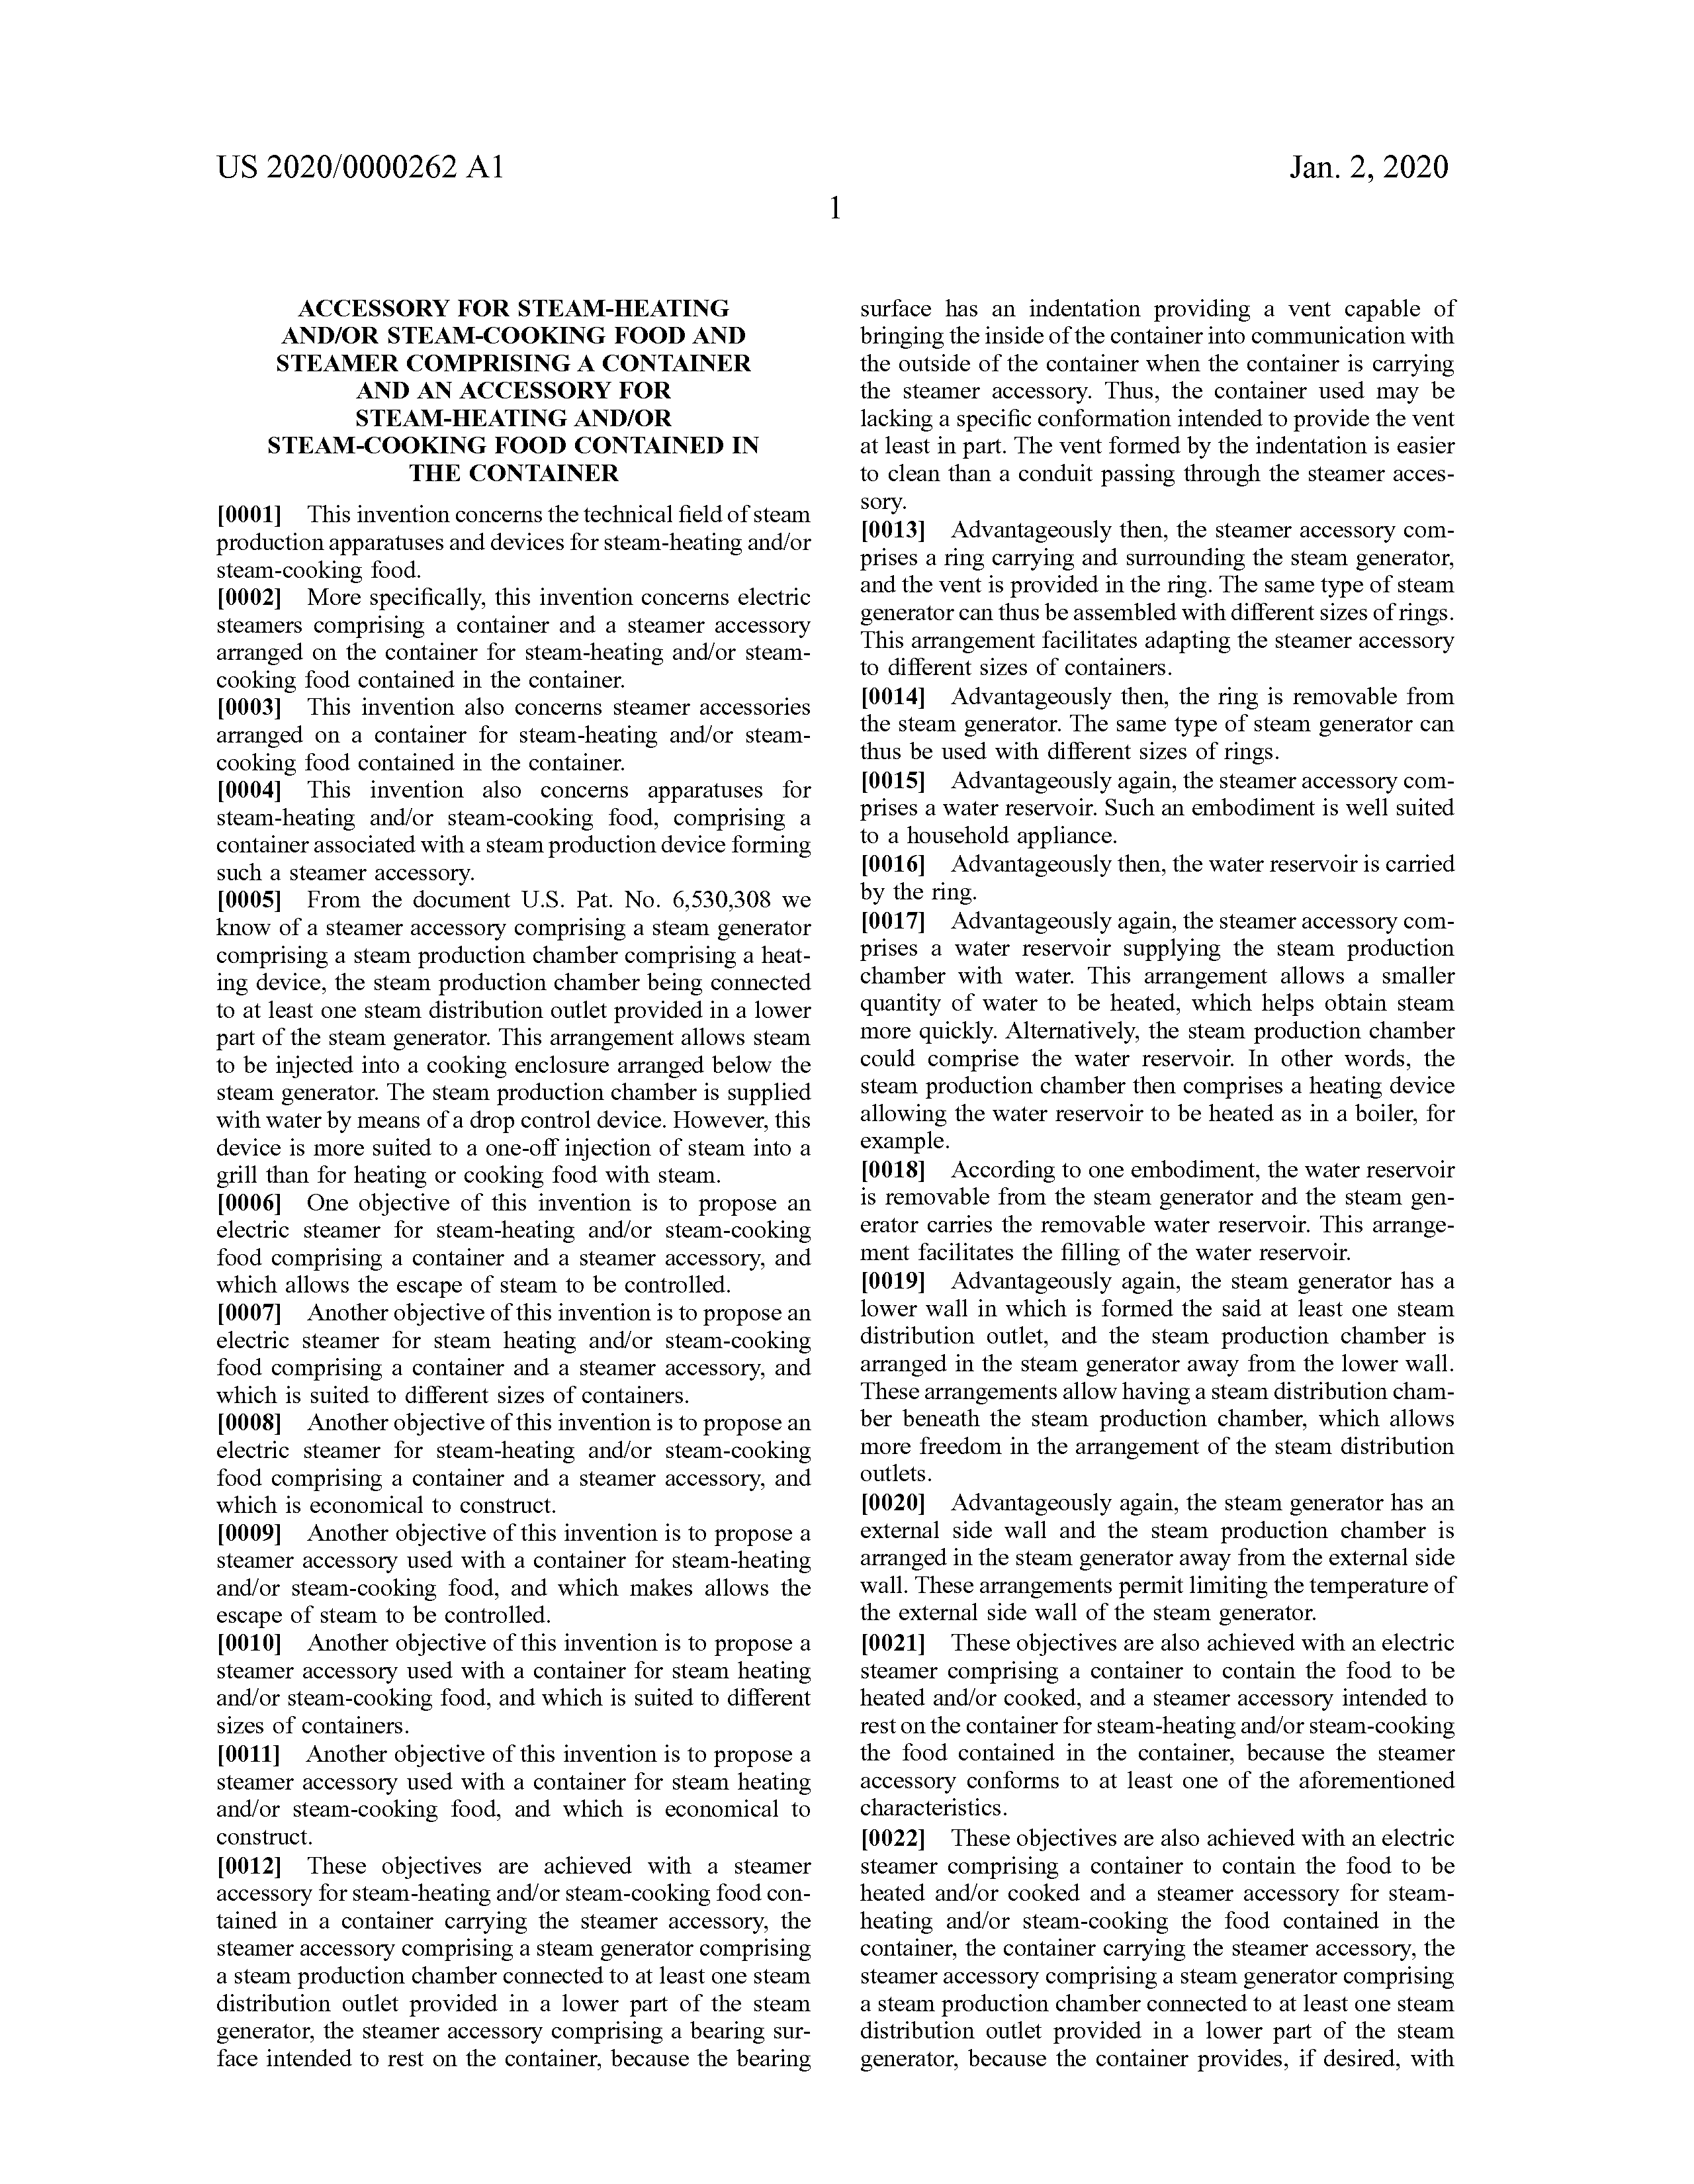 US 2020/0000262 A1
Jan. 2, 2020
1
ACCESSORY FOR STEAM-HEATING
AND/OR STEAM-COOKING FOOD AND
STEAMER COMPRISING A CONTAINER
AND AN ACCESSORY FOR
STEAM-HEATING AND/OR
STEAM-COOKING FOOD CONTAINED IN
THE CONTAINER
[0001] This invention concerns the technical field of steam
production apparatuses and devices for steam-heating and/or
steam-cooking food.
[0002] More specifically, this invention concerns electric
steamers comprising a container and a steamer accessory
arranged on the container for steam-heating and/or steam-
cooking food contained in the container.
[0003] This invention also concerns steamer accessories
arranged on a container for steam-heating and/or steam-
cooking food contained in the container.
[0004] This invention also concerns apparatuses for
steam-heating and/or steam-cooking food, comprising a
container associated with a steam production device forming
such a steamer accessory.
[0005] From the document U.S. Pat. No. 6,530,308 we
know of a steamer accessory comprising a steam generator
comprising a steam production chamber comprising a heat-
ing device, the steam production chamber being connected
to at least one steam distribution outlet provided in a lower
part of the steam generator. This arrangement allows steam
to be injected into a cooking enclosure arranged below the
steam generator. The steam production chamber is supplied
with water by means of a drop control device. However, this
device is more suited to a one-off injection of steam into a
grill than for heating or cooking food with steam.
[0006] One objective of this invention is to propose an
electric steamer for steam-heating and/or steam-cooking
food comprising a container and a steamer accessory, and
which allows the escape of steam to be controlled.
[0007] Another objective of this invention is to propose an
electric steamer for steam heating and/or steam-cooking
food comprising a container and a steamer accessory, and
which is suited to different sizes of containers.
[0008] Another objective of this invention is to propose an
electric steamer for steam-heating and/or steam-cooking
food comprising a container and a steamer accessory, and
which is economical to construct.
[0009] Another objective of this invention is to propose a
steamer accessory used with a container for steam-heating
and/or steam-cooking food, and which makes allows the
escape of steam to be controlled.
[0010] Another objective of this invention is to propose a
steamer accessory used with a container for steam heating
and/or steam-cooking food, and which is suited to different
sizes of containers.
[0011] Another objective of this invention is to propose a
steamer accessory used with a container for steam heating
and/or steam-cooking food, and which is economical to
construct.
[0012] These objectives are achieved with a steamer
accessory for steam-heating and/or steam-cooking food con-
tained in a container carrying the steamer accessory, the
steamer accessory comprising a steam generator comprising
a steam production chamber connected to at least one steam
distribution outlet provided in a lower part of the steam
generator, the steamer accessory comprising a bearing sur-
face intended to rest on the container, because the bearing
surface has an indentation providing a vent capable of
bringing the inside of the container into communication with
the outside of the container when the container is carrying
the steamer accessory. Thus, the container used may be
lacking a specific conformation intended to provide the vent
at least in part. The vent formed by the indentation is easier
to clean than a conduit passing through the steamer acces-
sory.
[0013] Advantageously then, the steamer accessory com-
prises a ring carrying and surrounding the steam generator,
and the vent is provided in the ring. The same type of steam
generator can thus be assembled with different sizes of rings.
This arrangement facilitates adapting the steamer accessory
to different sizes of containers.
[0014] Advantageously then, the ring is removable from
the steam generator. The same type of steam generator can
thus be used with different sizes of rings.
[0015] Advantageously again, the steamer accessory com-
prises a water reservoir. Such an embodiment is well suited
to a household appliance.
[0016] Advantageously then, the water reservoir is carried
by the ring.
[0017] Advantageously again, the steamer accessory com-
prises a water reservoir supplying the steam production
chamber with water. This arrangement allows a smaller
quantity of water to be heated, which helps obtain steam
more quickly. Alternatively, the steam production chamber
could comprise the water reservoir. In other words, the
steam production chamber then comprises a heating device
allowing the water reservoir to be heated as in a boiler, for
example.
[0018] According to one embodiment, the water reservoir
is removable from the steam generator and the steam gen-
erator carries the removable water reservoir. This arrange-
ment facilitates the filling of the water reservoir.
[0019] Advantageously again, the steam generator has a
lower wall in which is formed the said at least one steam
distribution outlet, and the steam production chamber is
arranged in the steam generator away from the lower wall.
These arrangements allow having a steam distribution cham-
ber beneath the steam production chamber, which allows
more freedom in the arrangement of the steam distribution
outlets.
[0020] Advantageously again, the steam generator has an
external side wall and the steam production chamber is
arranged in the steam generator away from the external side
wall. These arrangements permit limiting the temperature of
the external side wall of the steam generator.
[0021] These objectives are also achieved with an electric
steamer comprising a container to contain the food to be
heated and/or cooked, and a steamer accessory intended to
rest on the container for steam-heating and/or steam-cooking
the food contained in the container, because the steamer
accessory conforms to at least one of the aforementioned
characteristics.
[0022] These objectives are also achieved with an electric
steamer comprising a container to contain the food to be
heated and/or cooked and a steamer accessory for steam-
heating and/or steam-cooking the food contained in the
container, the container carrying the steamer accessory, the
steamer accessory comprising a steam generator comprising
a steam production chamber connected to at least one steam
distribution outlet provided in a lower part of the steam
generator, because the container provides, if desired, with